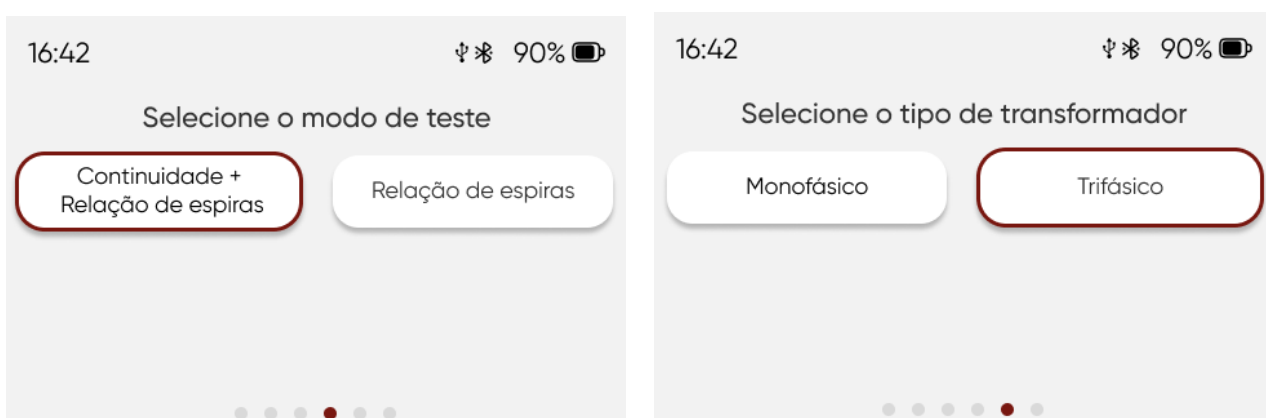 16:42
90%
Selecione o modo de teste
Continuidade +
Relação de espiras
Relação de espiras
16:42
90%
Selecione o tipo de transformador
Monofásico
Trifásico